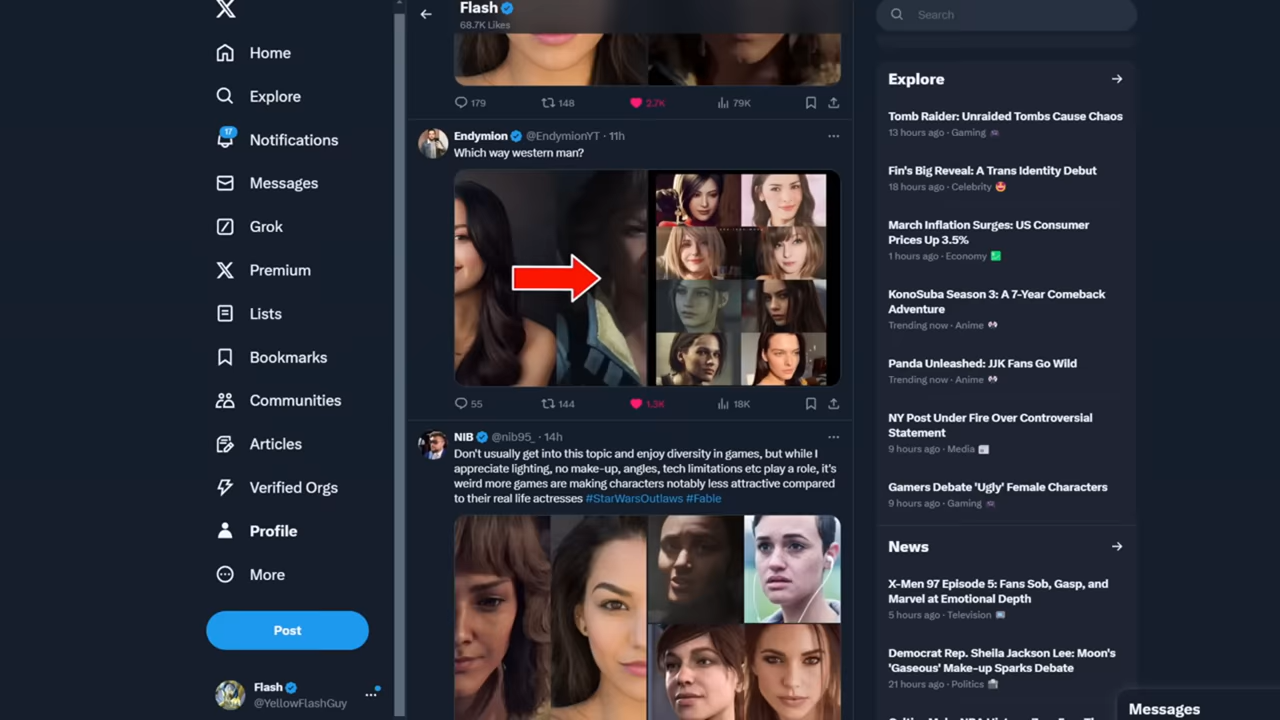 Home
Explore
17
Notifications
Messages
Grok
Premium
Lists
Bookmarks
Communities
Articles
Verified Orgs
Profile
More
Post
Flash
@YellowFlashGuy
Flash
68.7K Likes
179
148
2.7K
79K
Endymion @EndymionYT · 11h
Which way western man?
55
144
1.3K
18K
NIB @nib95_ · 14h
Don't usually get into this topic and enjoy diversity in games, but while I
appreciate lighting, no make-up, angles, tech limitations etc play a role, it's
weird more games are making characters notably less attractive compared
to their real life actresses #StarWarsOutlaws #Fable
Search
Explore
Tomb Raider: Unraided Tombs Cause Chaos
13 hours ago · Gaming
Fin's Big Reveal: A Trans Identity Debut
18 hours ago · Celebrity
March Inflation Surges: US Consumer
Prices Up 3.5%
1 hours ago · Economy
KonoSuba Season 3: A 7-Year Comeback
Adventure
Trending now · Anime
Panda Unleashed: JJK Fans Go Wild
Trending now · Anime
NY Post Under Fire Over Controversial
Statement
9 hours ago · Media
Gamers Debate 'Ugly' Female Characters
9 hours ago · Gaming
News
X-Men 97 Episode 5: Fans Sob, Gasp, and
Marvel at Emotional Depth
5 hours ago · Television
Democrat Rep. Sheila Jackson Lee: Moon's
'Gaseous' Make-up Sparks Debate
21 hours ago · Politics
Messages